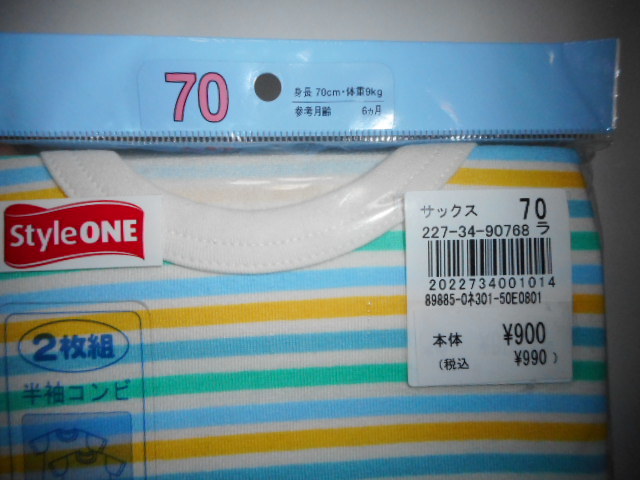 70
身長 70cm・体重9kg
参考月齢 6ヵ月
StyleONE
2枚組
半袖コンビ
サックス 70
227-34-90768 ラ
2022734001014
89885-0ネ301-50E0801
本体 ¥900
(税込 ¥990)